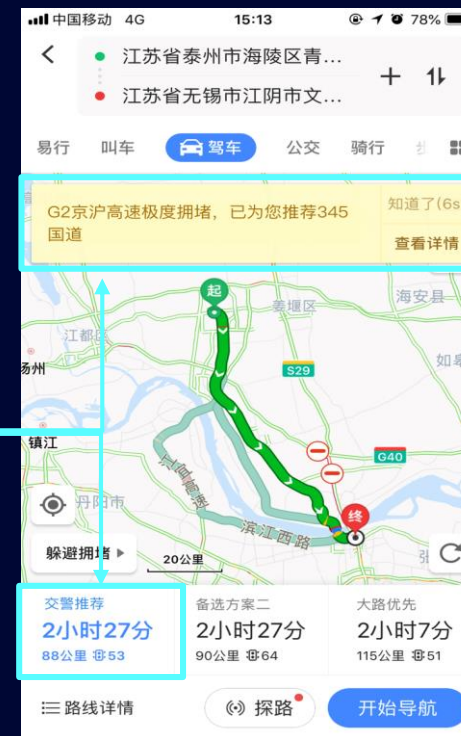 中国移动 4G 15:13 78%
江苏省泰州市海陵区青...
江苏省无锡市江阴市文...
易行 叫车 驾车 公交 骑行 步
G2京沪高速极度拥堵，已为您推荐345
国道
知道了(6s
查看详情
起
姜堰区
海安县
江都区
S29
如皋
扬州
镇江
G40
丹阳市
江宜高速
终
滨江西路
张
躲避拥堵
20公里
交警推荐
2小时27分
88公里 53
备选方案二
2小时27分
90公里 64
大路优先
2小时7分
115公里 51
路线详情
探路
开始导航